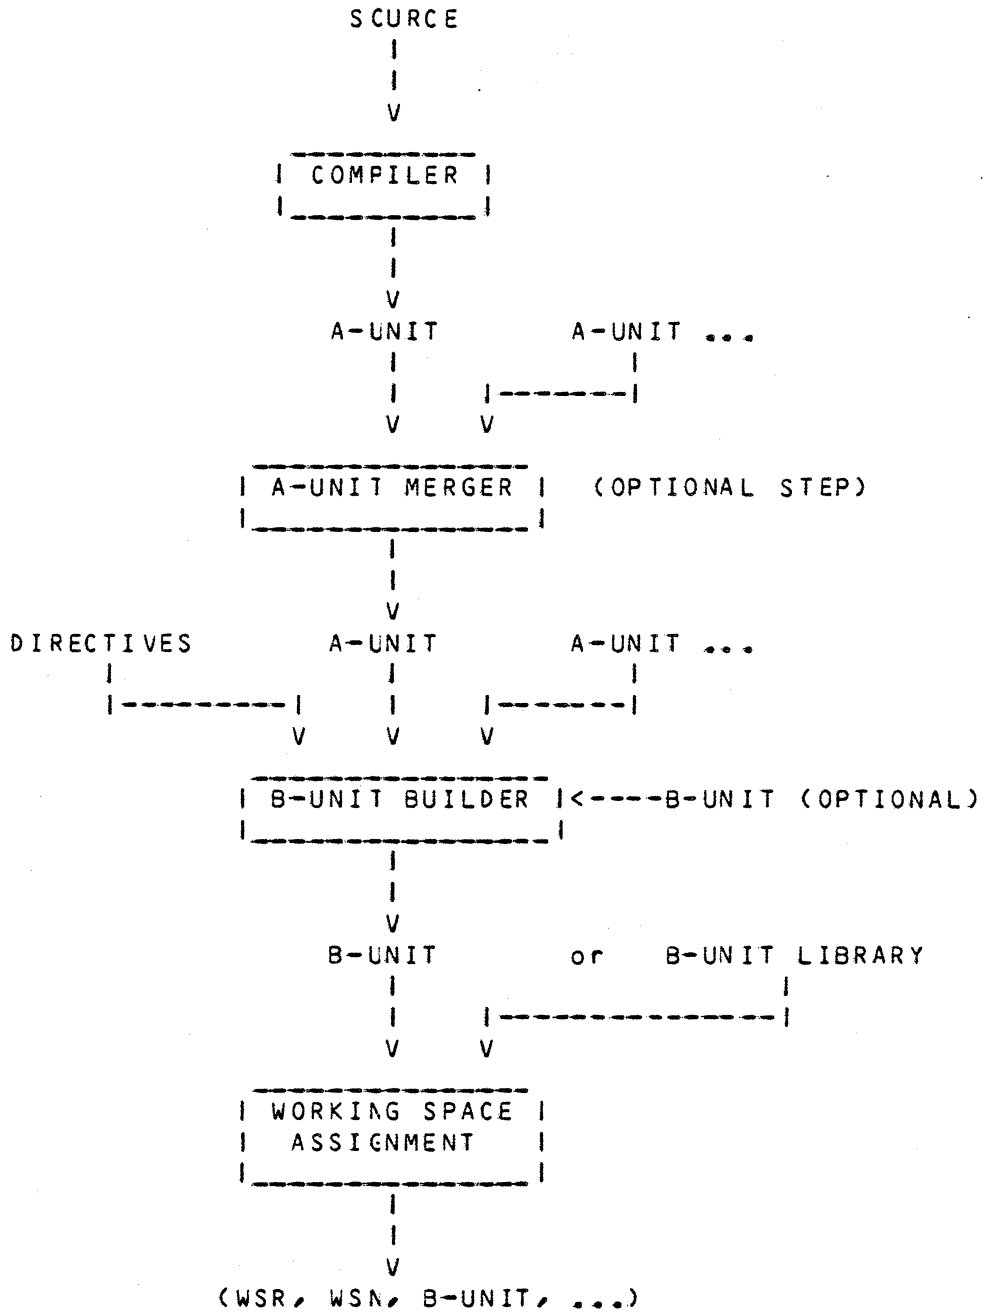 SCURCE
COMPILER
A-UNIT A-UNIT ...
A-UNIT MERGER (OPTIONAL STEP)
DIRECTIVES A-UNIT A-UNIT ...
B-UNIT BUILDER <----B-UNIT (OPTIONAL)
B-UNIT or B-UNIT LIBRARY
WORKING SPACE
ASSIGNMENT
(WSR, WSN, B-UNIT, ...)